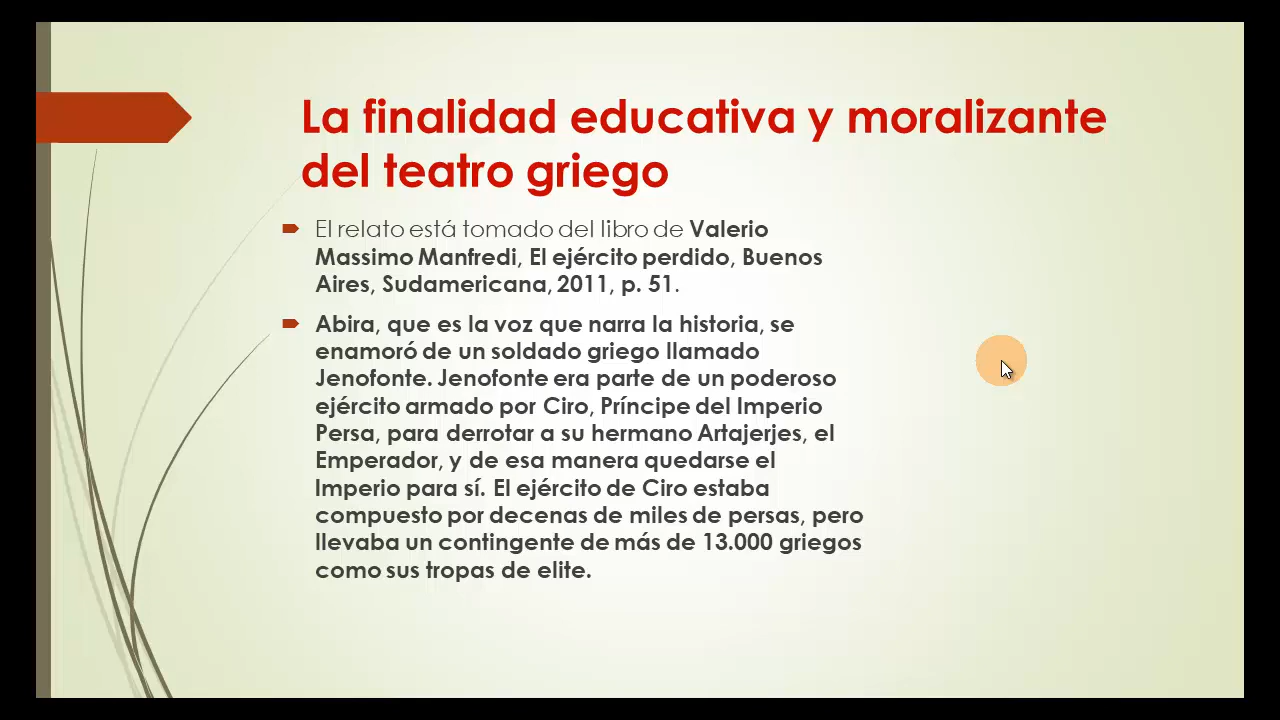 La finalidad educativa y moralizante
del teatro griego
El relato está tomado del libro de Valerio
Massimo Manfredi, El ejército perdido, Buenos
Aires, Sudamericana, 2011, p. 51.
Abira, que es la voz que narra la historia, se
enamoró de un soldado griego llamado
Jenofonte. Jenofonte era parte de un poderoso
ejército armado por Ciro, Príncipe del Imperio
Persa, para derrotar a su hermano Artajerjes, el
Emperador, y de esa manera quedarse el
Imperio para sí. El ejército de Ciro estaba
compuesto por decenas de miles de persas, pero
llevaba un contingente de más de 13.000 griegos
como sus tropas de elite.